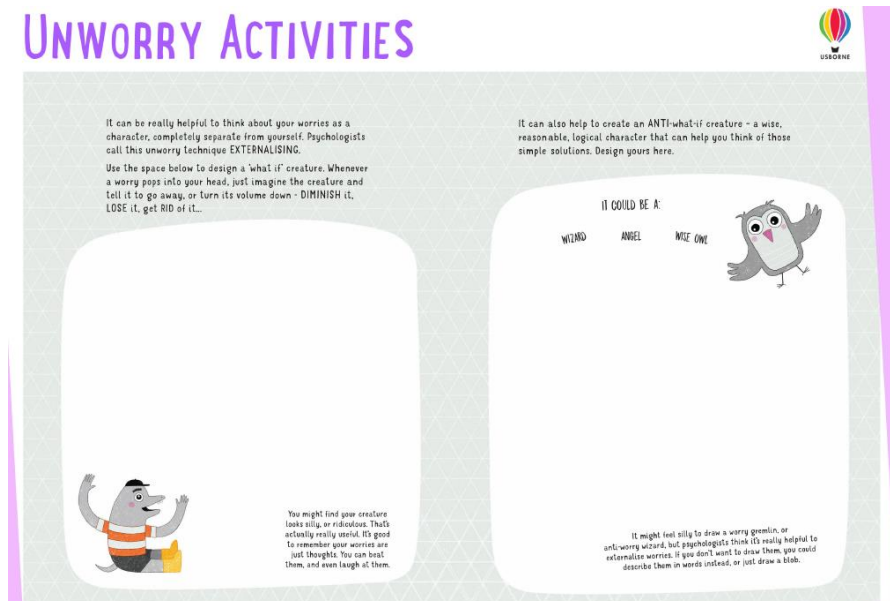 UNWORRY ACTIVITIES
USBORNE
It can be really helpful to think about your worries as a
character, completely separate from yourself. Psychologists
call this unworry technique EXTERNALISING.
Use the space below to design a 'what if' creature. Whenever
a worry pops into your head, just imagine the creature and
tell it to go away, or turn its volume down - DIMINISH it,
LOSE it, get RID of it...
You might find your creature
looks silly, or ridiculous. That's
actually really useful. It's good
to remember your worries are
just thoughts. You can beat
them, and even laugh at them.
It can also help to create an ANTI-what-if creature - a wise,
reasonable, logical character that can help you think of those
simple solutions. Design yours here.
IT COULD BE A:
WIZARD ANGEL WISE OWL
It might feel silly to draw a worry gremlin, or
anti-worry wizard, but psychologists think it's really helpful to
externalise worries. If you don't want to draw them, you could
describe them in words instead, or just draw a blob.